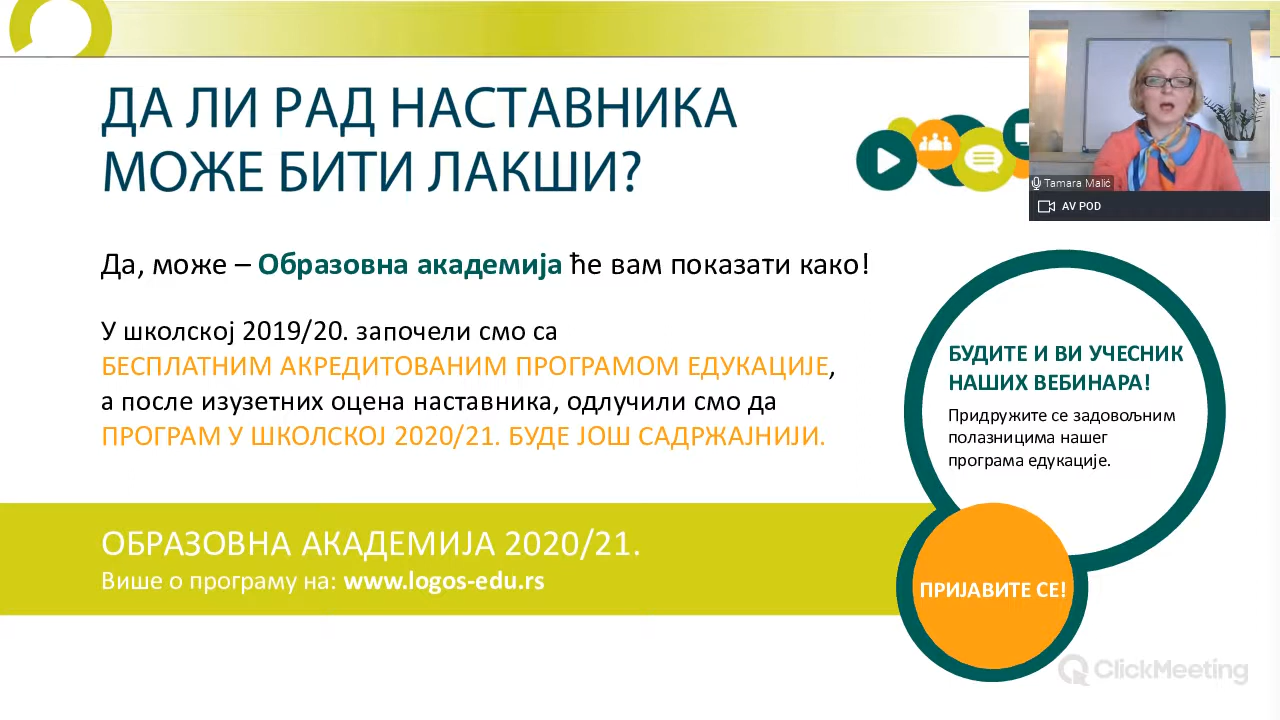 ДА ЛИ РАД НАСТАВНИКА
МОЖЕ БИТИ ЛАКШИ?
Tamara Malić
AV POD
Да, може – Образовна академија ће вам показати како!
У школској 2019/20. започели смо са
БЕСПЛАТНИМ АКРЕДИТОВАНИМ ПРОГРАМОМ ЕДУКАЦИЈЕ,
а после изузетних оцена наставника, одлучили смо да
ПРОГРАМ У ШКОЛСКОЈ 2020/21. БУДЕ ЈОШ САДРЖАЈНИЈИ.
БУДИТЕ И ВИ УЧЕСНИК
НАШИХ ВЕБИНАРА!
Придружите се задовољним
полазницима нашег
програма едукације.
ОБРАЗОВНА АКАДЕМИЈА 2020/21.
Више о програму на: www.logos-edu.rs
ПРИЈАВИТЕ СЕ!
ClickMeeting